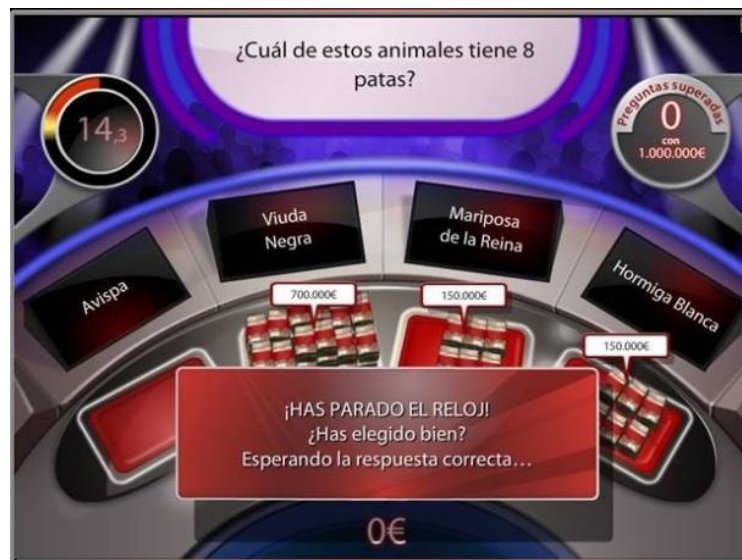 ¿Cuál de estos animales tiene 8
patas?
14,3
Preguntas superadas
0
con
1.000.000€
Avispa
Viuda
Negra
Mariposa
de la Reina
Hormiga Blanca
700.000€
150.000€
150.000€
¡HAS PARADO EL RELOJ!
¿Has elegido bien?
Esperando la respuesta correcta...
0€